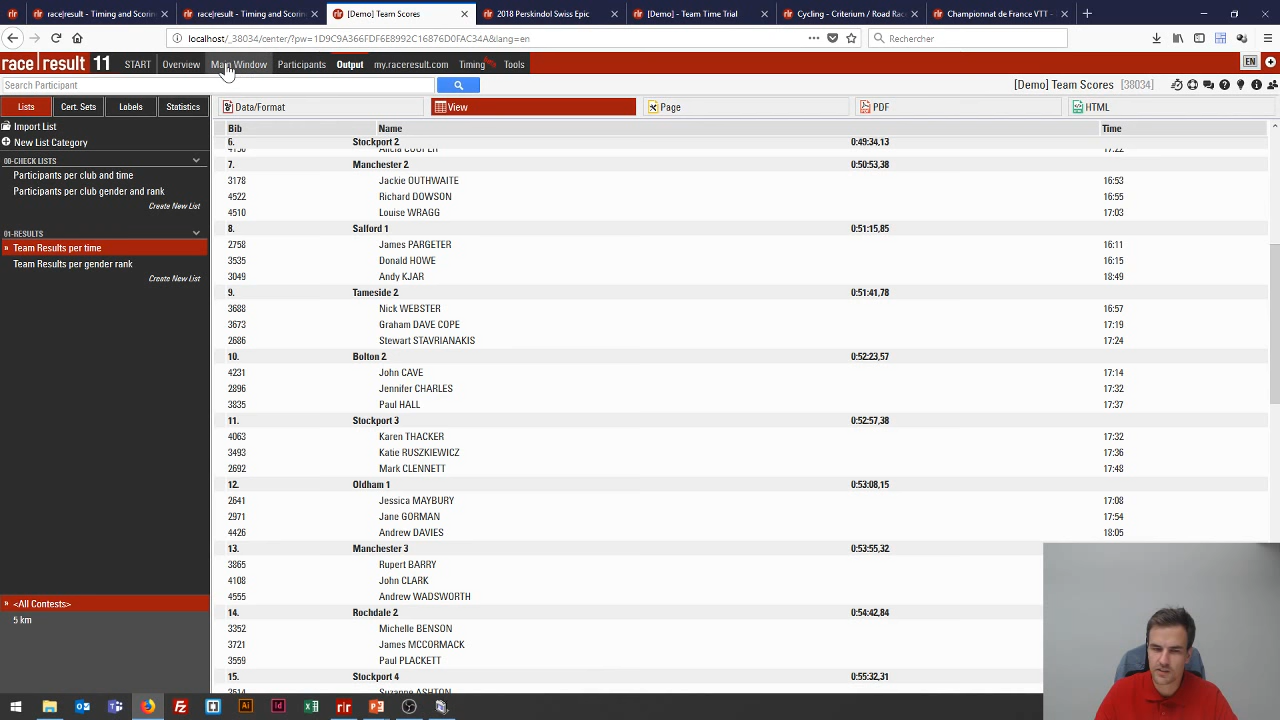 race|result - Timing and Scorin
race|result - Timing and Scorin
[Demo] Team Scores
2018 Perskindol Swiss Epic
[Demo] - Team Time Trial
Cycling - Criterium / Road Race
Championnat de France VTT -
localhost/_38034/center/?pw=1D9C9A366FDF6E8992C16876D0FAC34A&lang=en
Rechercher
race|result 11
START
Overview
Main Window
Participants
Output
my.raceresult.com
Timing
Tools
EN
Search Participant
[Demo] Team Scores [38034]
Lists
Cert. Sets
Labels
Statistics
Data/Format
View
Page
PDF
HTML
Import List
New List Category
00-CHECK LISTS
Participants per club and time
Participants per club gender and rank
Create New List
01-RESULTS
» Team Results per time
Team Results per gender rank
Create New List
» <All Contests>
5 km
Bib Name Time
6. Stockport 2 0:49:34,13
4150 Alicia COOPER 17:22
7. Manchester 2 0:50:53,38
3178 Jackie OUTHWAITE 16:53
4522 Richard DOWSON 16:55
4510 Louise WRAGG 17:03
8. Salford 1 0:51:15,85
2758 James PARGETER 16:11
3535 Donald HOWE 16:15
3049 Andy KJAR 18:49
9. Tameside 2 0:51:41,78
3688 Nick WEBSTER 16:57
3673 Graham DAVE COPE 17:19
2686 Stewart STAVRIANAKIS 17:24
10. Bolton 2 0:52:23,57
4231 John CAVE 17:14
2896 Jennifer CHARLES 17:32
3835 Paul HALL 17:37
11. Stockport 3 0:52:57,38
4063 Karen THACKER 17:32
3493 Katie RUSZKIEWICZ 17:36
2692 Mark CLENNETT 17:48
12. Oldham 1 0:53:08,15
2641 Jessica MAYBURY 17:08
2971 Jane GORMAN 17:54
4426 Andrew DAVIES 18:05
13. Manchester 3 0:53:55,32
3865 Rupert BARRY
4108 John CLARK
4555 Andrew WADSWORTH
14. Rochdale 2 0:54:42,84
3352 Michelle BENSON
3721 James MCCORMACK
3559 Paul PLACKETT
15. Stockport 4 0:55:32,31
Suzanne ASHTON